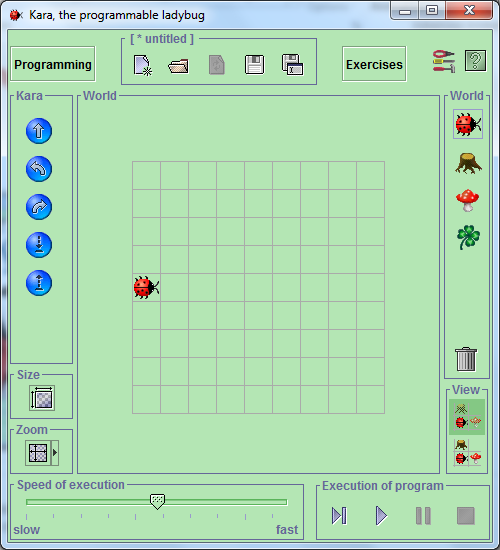 Kara, the programmable ladybug
Programming
[ * untitled ]
Exercises
Kara
World
World
Size
Zoom
View
Speed of execution
slow
fast
Execution of program